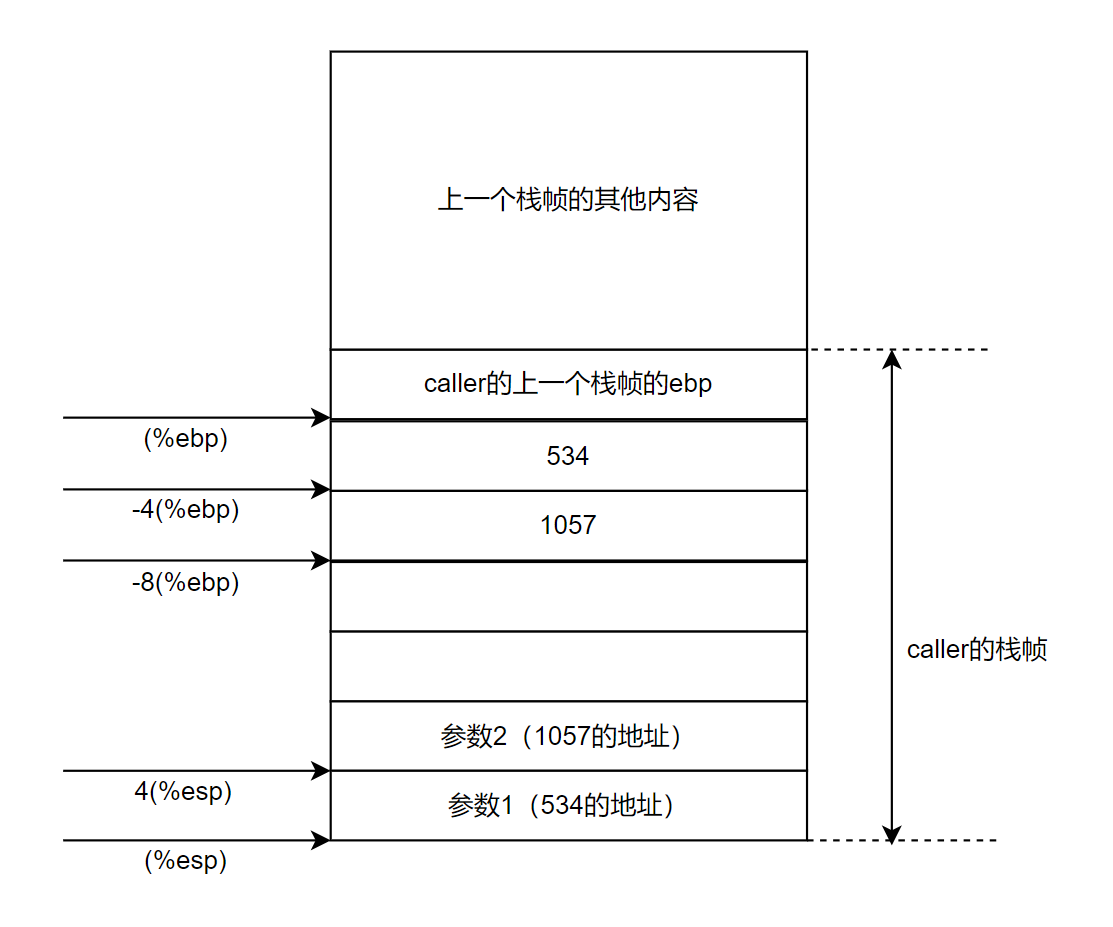 上一个栈帧的其他内容
caller的上一个栈帧的ebp
(%ebp)
534
-4(%ebp)
1057
-8(%ebp)
caller的栈帧
参数2（1057的地址）
4(%esp)
参数1（534的地址）
(%esp)